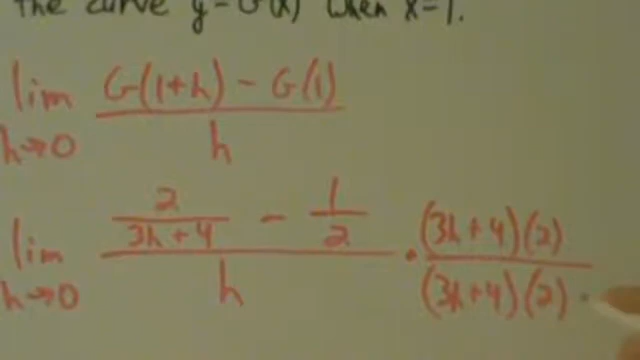 the curve y=G(x) when x=1.
lim h→0 G(1+h) - G(1) / h
lim h→0 2/(3h+4) - 1/2 / h · (3h+4)(2) / (3h+4)(2)